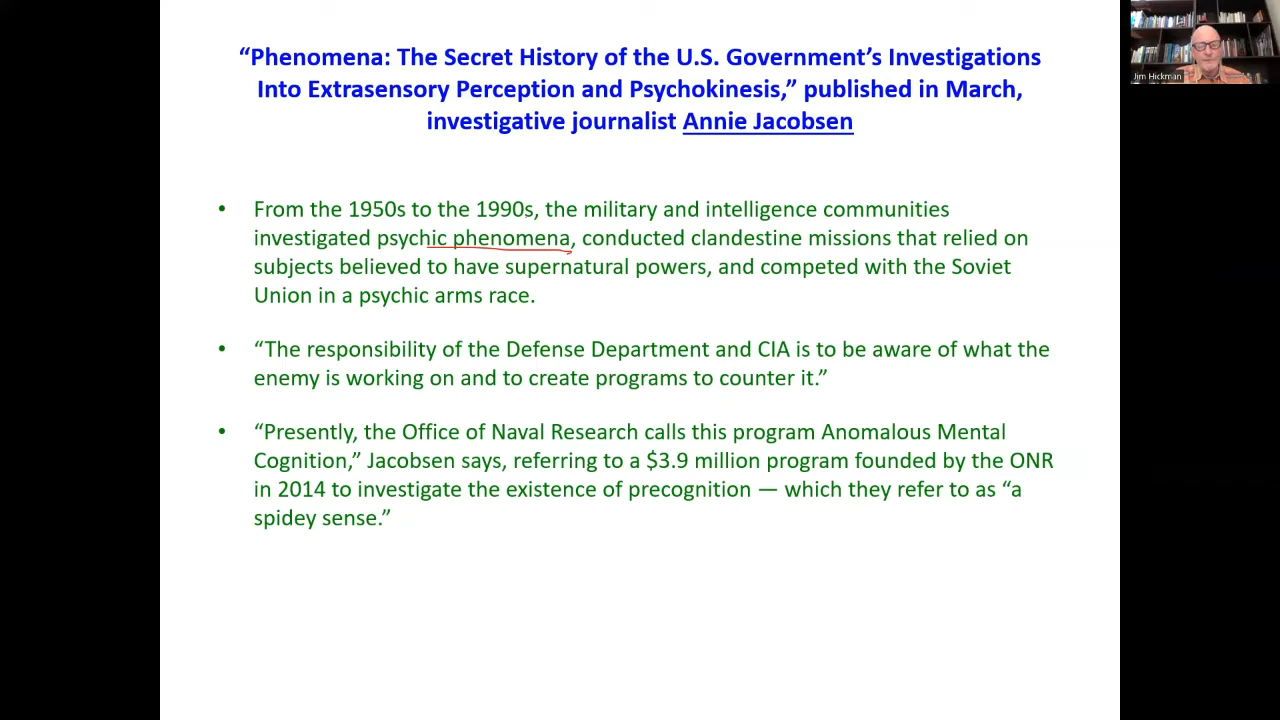 “Phenomena: The Secret History of the U.S. Government’s Investigations
Into Extrasensory Perception and Psychokinesis,” published in March,
investigative journalist Annie Jacobsen
Jim Hickman
• From the 1950s to the 1990s, the military and intelligence communities
investigated psychic phenomena, conducted clandestine missions that relied on
subjects believed to have supernatural powers, and competed with the Soviet
Union in a psychic arms race.
• “The responsibility of the Defense Department and CIA is to be aware of what the
enemy is working on and to create programs to counter it.”
• “Presently, the Office of Naval Research calls this program Anomalous Mental
Cognition,” Jacobsen says, referring to a $3.9 million program founded by the ONR
in 2014 to investigate the existence of precognition — which they refer to as “a
spidey sense.”